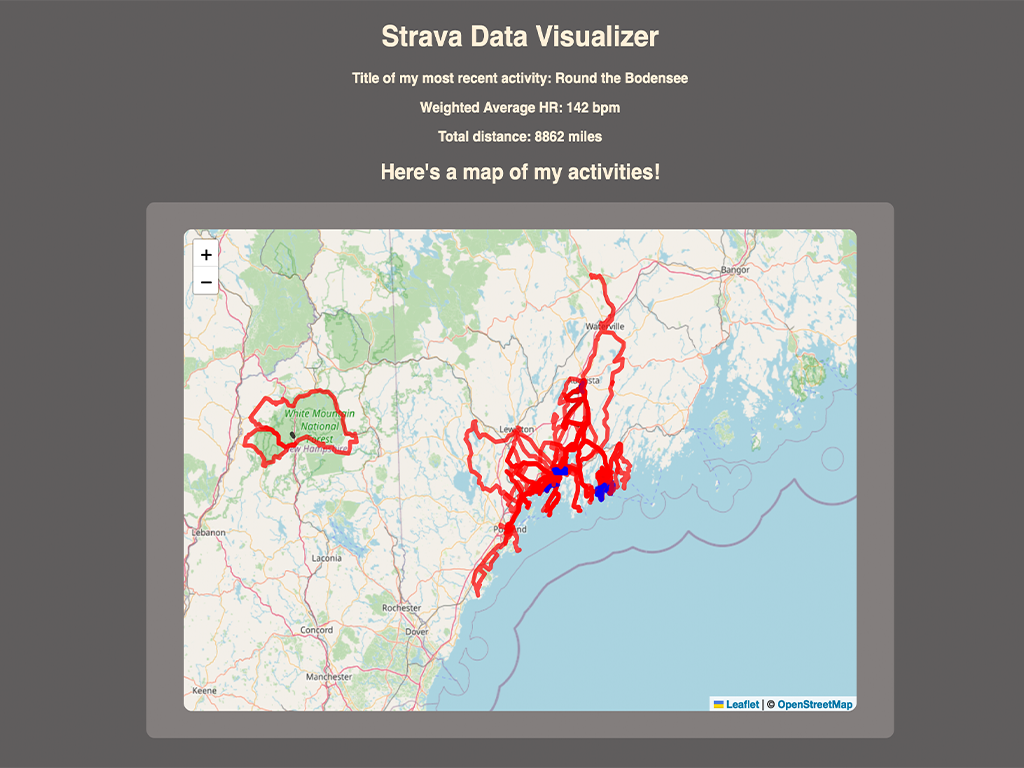 Strava Data Visualizer
Title of my most recent activity: Round the Bodensee
Weighted Average HR: 142 bpm
Total distance: 8862 miles
Here's a map of my activities!
+
−
Bangor
Waterville
White Mountain
National
Forest
New Hampshire
Lewiston
Lebanon
Laconia
Rochester
Concord
Dover
Manchester
Keene
Leaflet | © OpenStreetMap